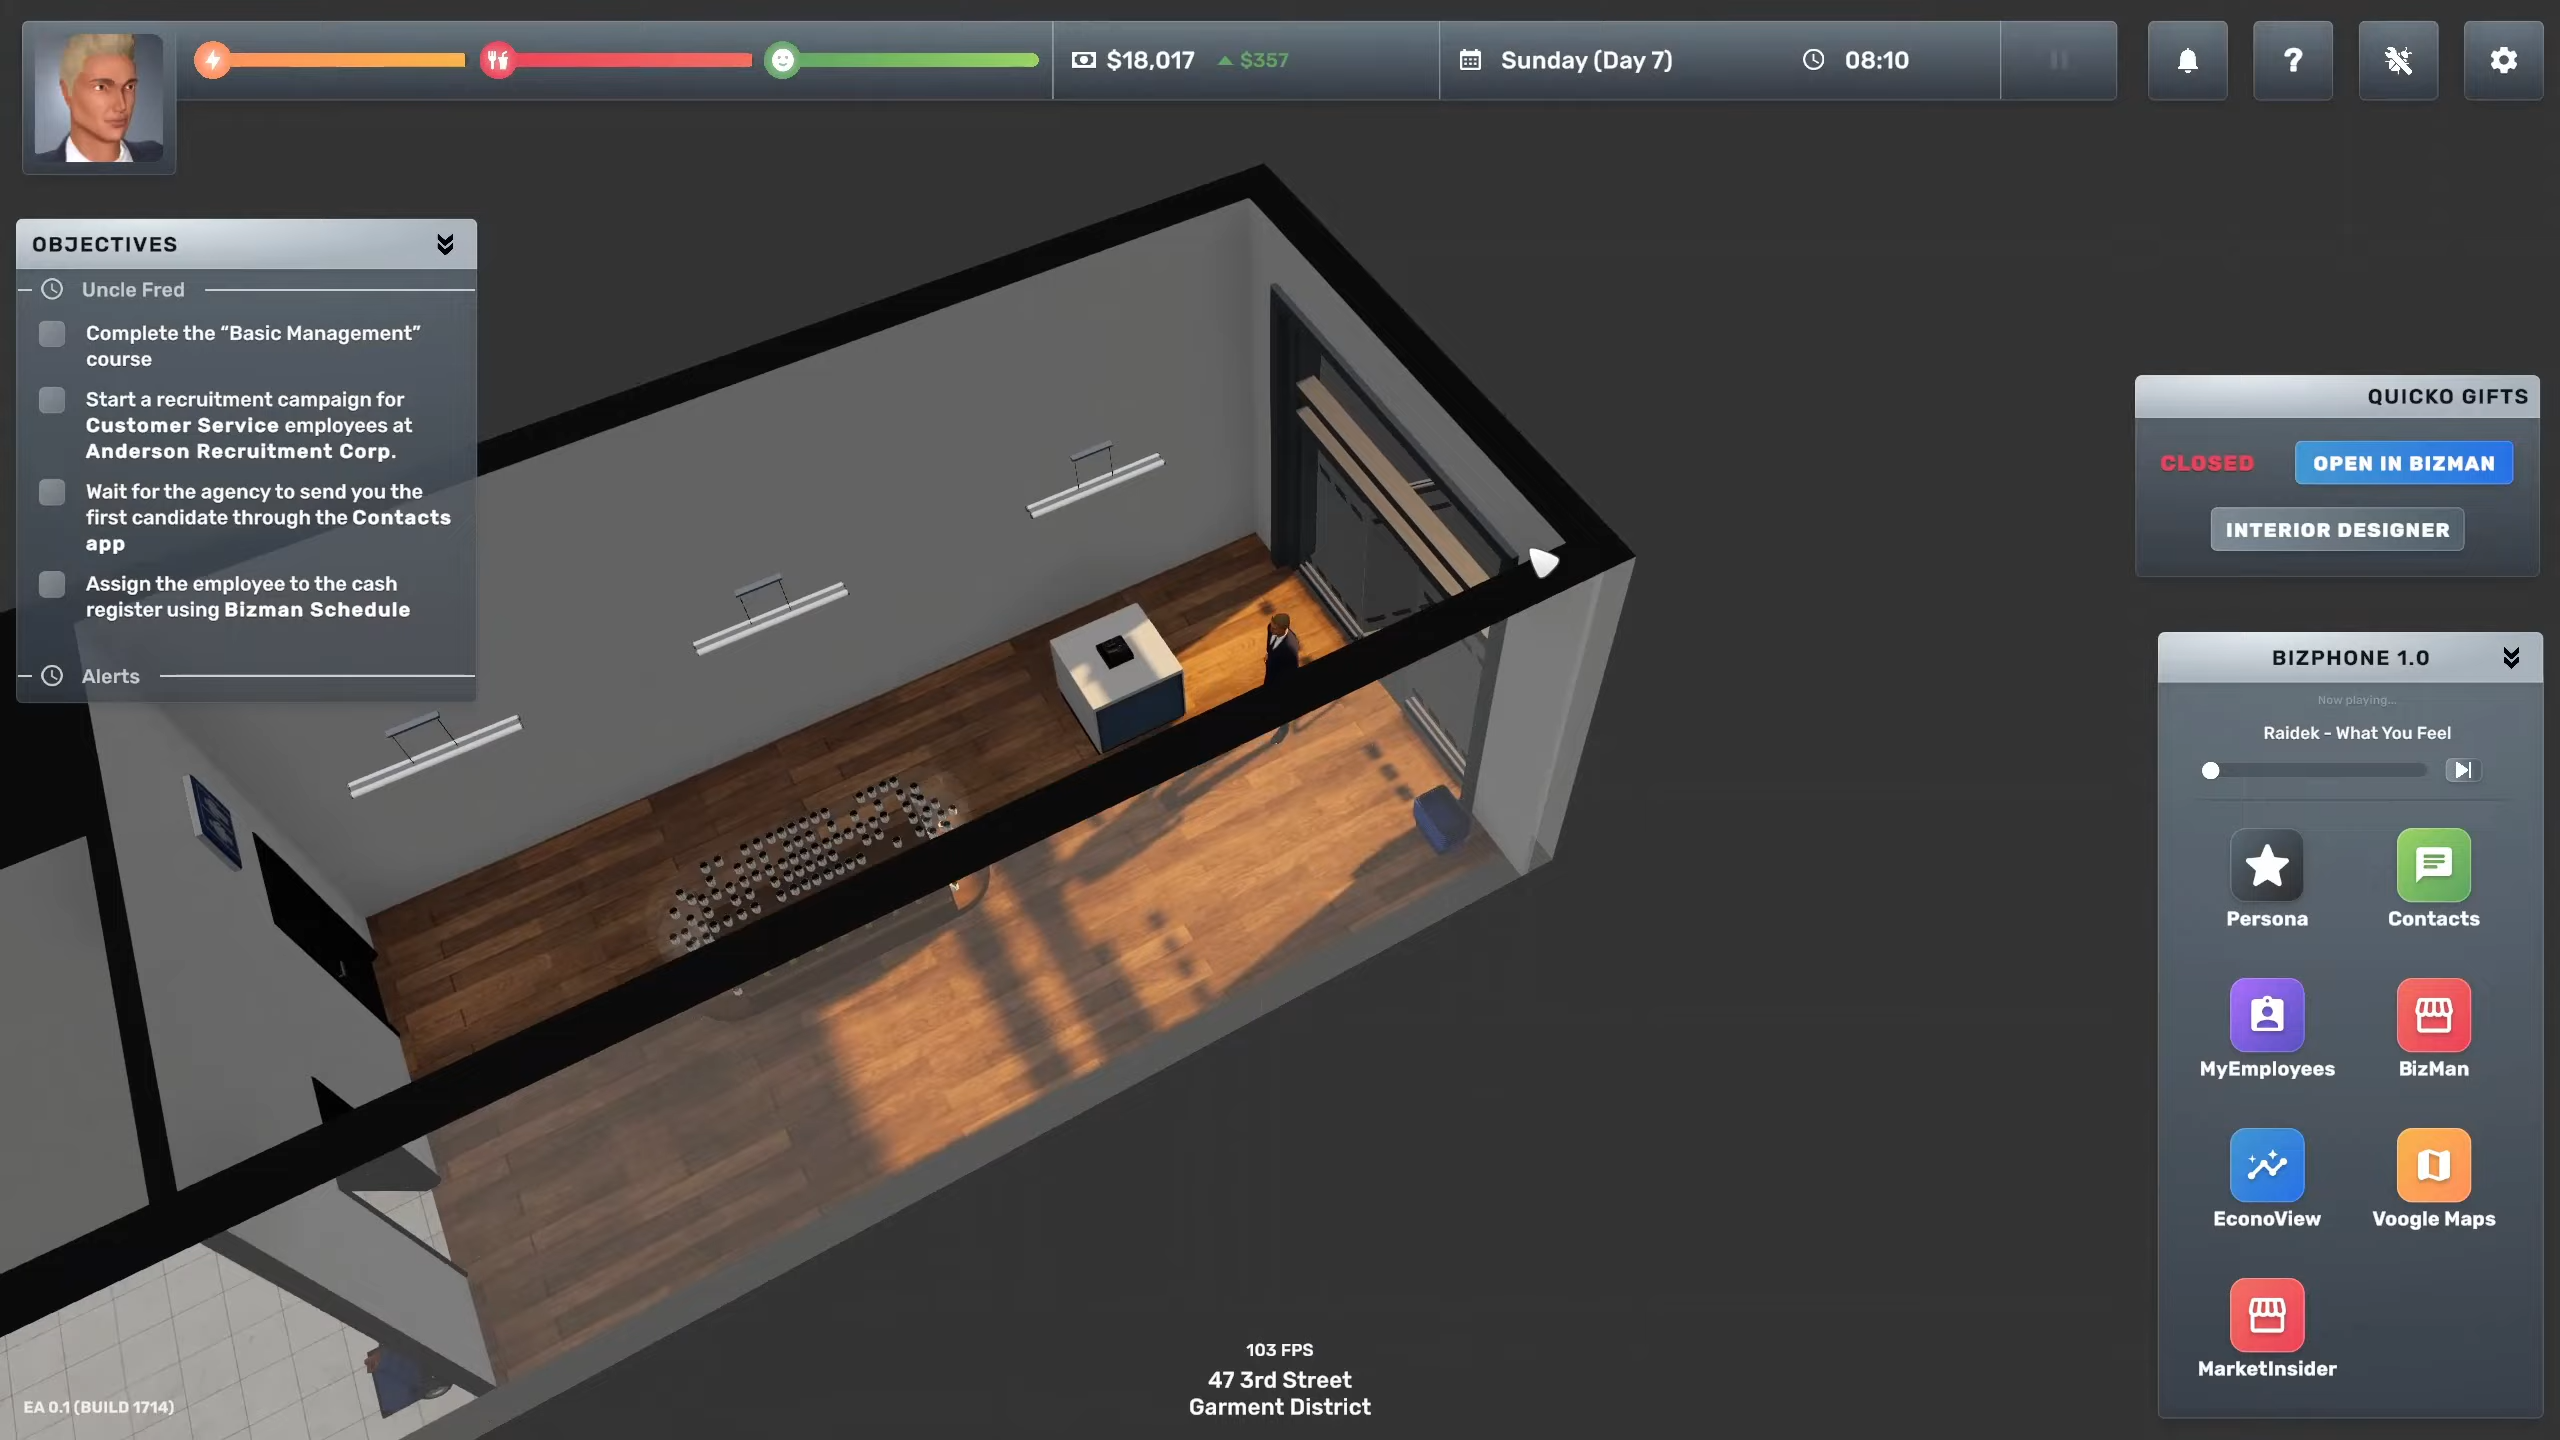 $18,017 $357
Sunday (Day 7) 08:10
?
OBJECTIVES
Uncle Fred
Complete the “Basic Management”
course
Start a recruitment campaign for
Customer Service employees at
Anderson Recruitment Corp.
Wait for the agency to send you the
first candidate through the Contacts
app
Assign the employee to the cash
register using Bizman Schedule
Alerts
QUICKO GIFTS
CLOSED OPEN IN BIZMAN
INTERIOR DESIGNER
BIZPHONE 1.0
Now playing...
Raidek - What You Feel
Persona Contacts
MyEmployees BizMan
EconoView Voogle Maps
MarketInsider
103 FPS
47 3rd Street
Garment District
EA 0.1 (BUILD 1714)